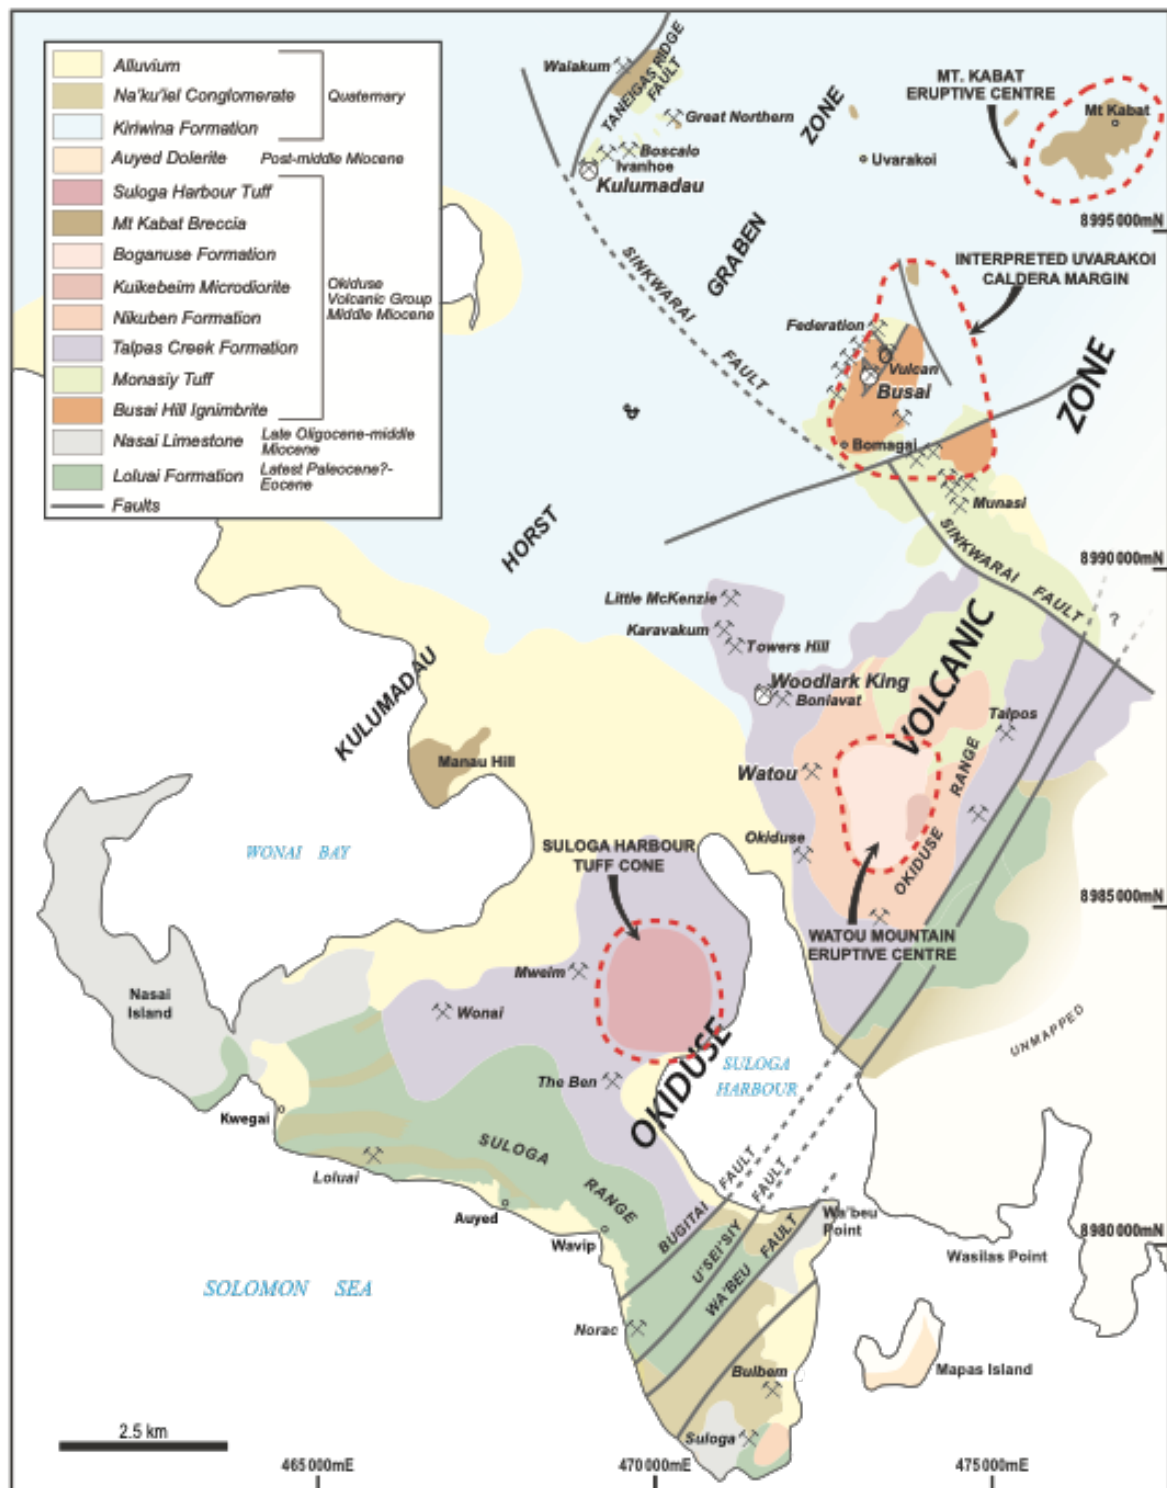 Alluvium
Na'ku'iel Conglomerate
Quaternary
Kiriwina Formation
Auyed Dolerite
Post-middle Miocene
Suloga Harbour Tuff
Mt Kabat Breccia
Boganuse Formation
Kuikebeim Microdiorite
Okiduse
Volcanic Group
Middle Miocene
Nikuben Formation
Talpas Creek Formation
Monasiy Tuff
Busai Hill Ignimbrite
Nasai Limestone
Late Oligocene-middle
Miocene
Loluai Formation
Latest Paleocene?-
Eocene
Faults
Walakum
TANEIGAS RIDGE
FAULT
Great Northern
Boscalo
Ivanhoe
Kulumadau
ZONE
MT. KABAT
ERUPTIVE CENTRE
Mt Kabat
Uvarakoi
8995000mN
GRABEN
SINKWARAI
FAULT
INTERPRETED UVARAKOI
CALDERA MARGIN
Federation
Vulcan
Busai
ZONE
Bomagai
Munasi
SINKWARAI
FAULT
HORST
8990000mN
Little McKenzie
Karavakum
Towers Hill
?
KULUMADAU
Woodlark King
Boniavat
VOLCANIC
Talpos
Manau Hill
Watou
RANGE
OKIDUSE
WONAI BAY
SULOGA HARBOUR
TUFF CONE
Okiduse
8985000mN
WATOU MOUNTAIN
ERUPTIVE CENTRE
Mweim
Nasai
Island
Wonai
UNMAPPED
OKIDUSE
SULOGA
HARBOUR
The Ben
Kwegai
SULOGA
RANGE
Loluai
Auyed
Wavip
BUGITAI
FAULT
U'SEI'SIY
FAULT
WA'BEU
FAULT
Wa'beu
Point
8980000mN
Wasilas Point
SOLOMON SEA
Norac
Bulbem
Mapas Island
Suloga
2.5 km
465000mE
470000mE
475000mE